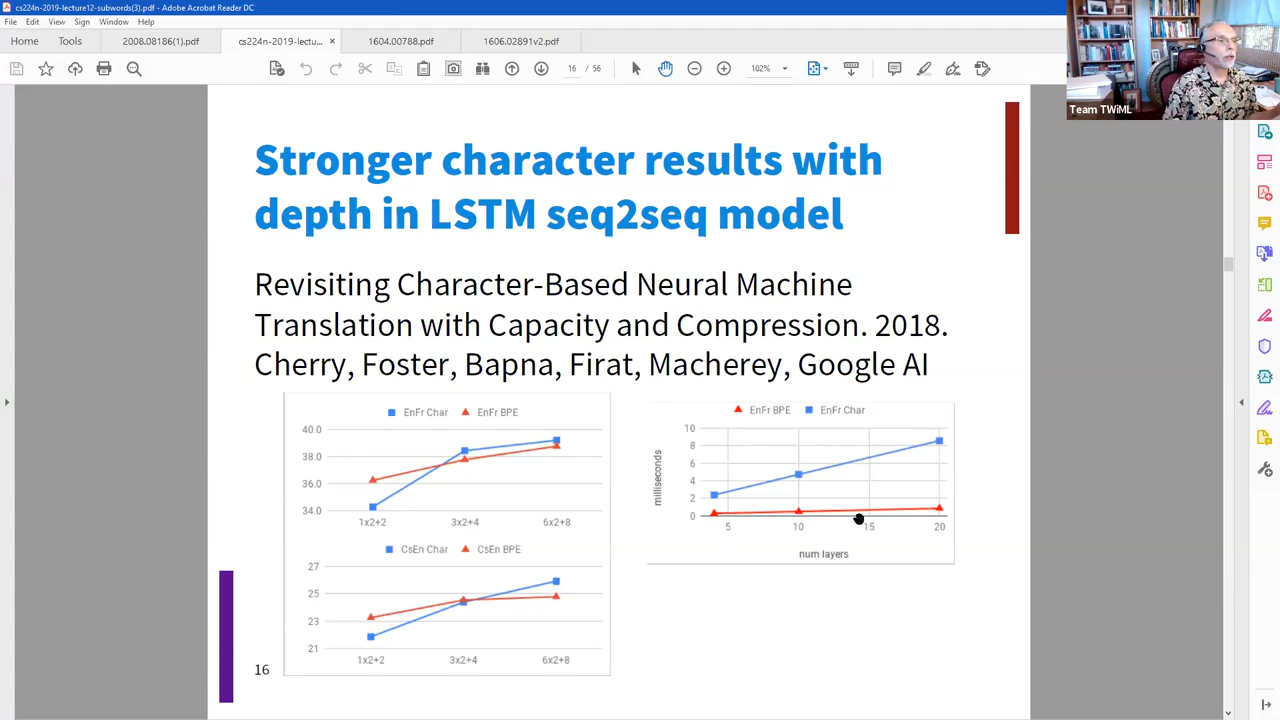 cs224n-2019-lecture12-subwords(3).pdf - Adobe Acrobat Reader DC
File Edit View Sign Window Help
Home Tools 2008.08186(1).pdf cs224n-2019-lectu... × 1604.00788.pdf 1606.02891v2.pdf
16 / 56 102%
Team TWiML
Stronger character results with
depth in LSTM seq2seq model
Revisiting Character-Based Neural Machine
Translation with Capacity and Compression. 2018.
Cherry, Foster, Bapna, Firat, Macherey, Google AI
EnFr Char EnFr BPE
40.0
38.0
36.0
34.0
1x2+2 3x2+4 6x2+8
CsEn Char CsEn BPE
27
25
23
21
1x2+2 3x2+4 6x2+8
EnFr BPE EnFr Char
milliseconds
10
8
6
4
2
0
5 10 15 20
num layers
16